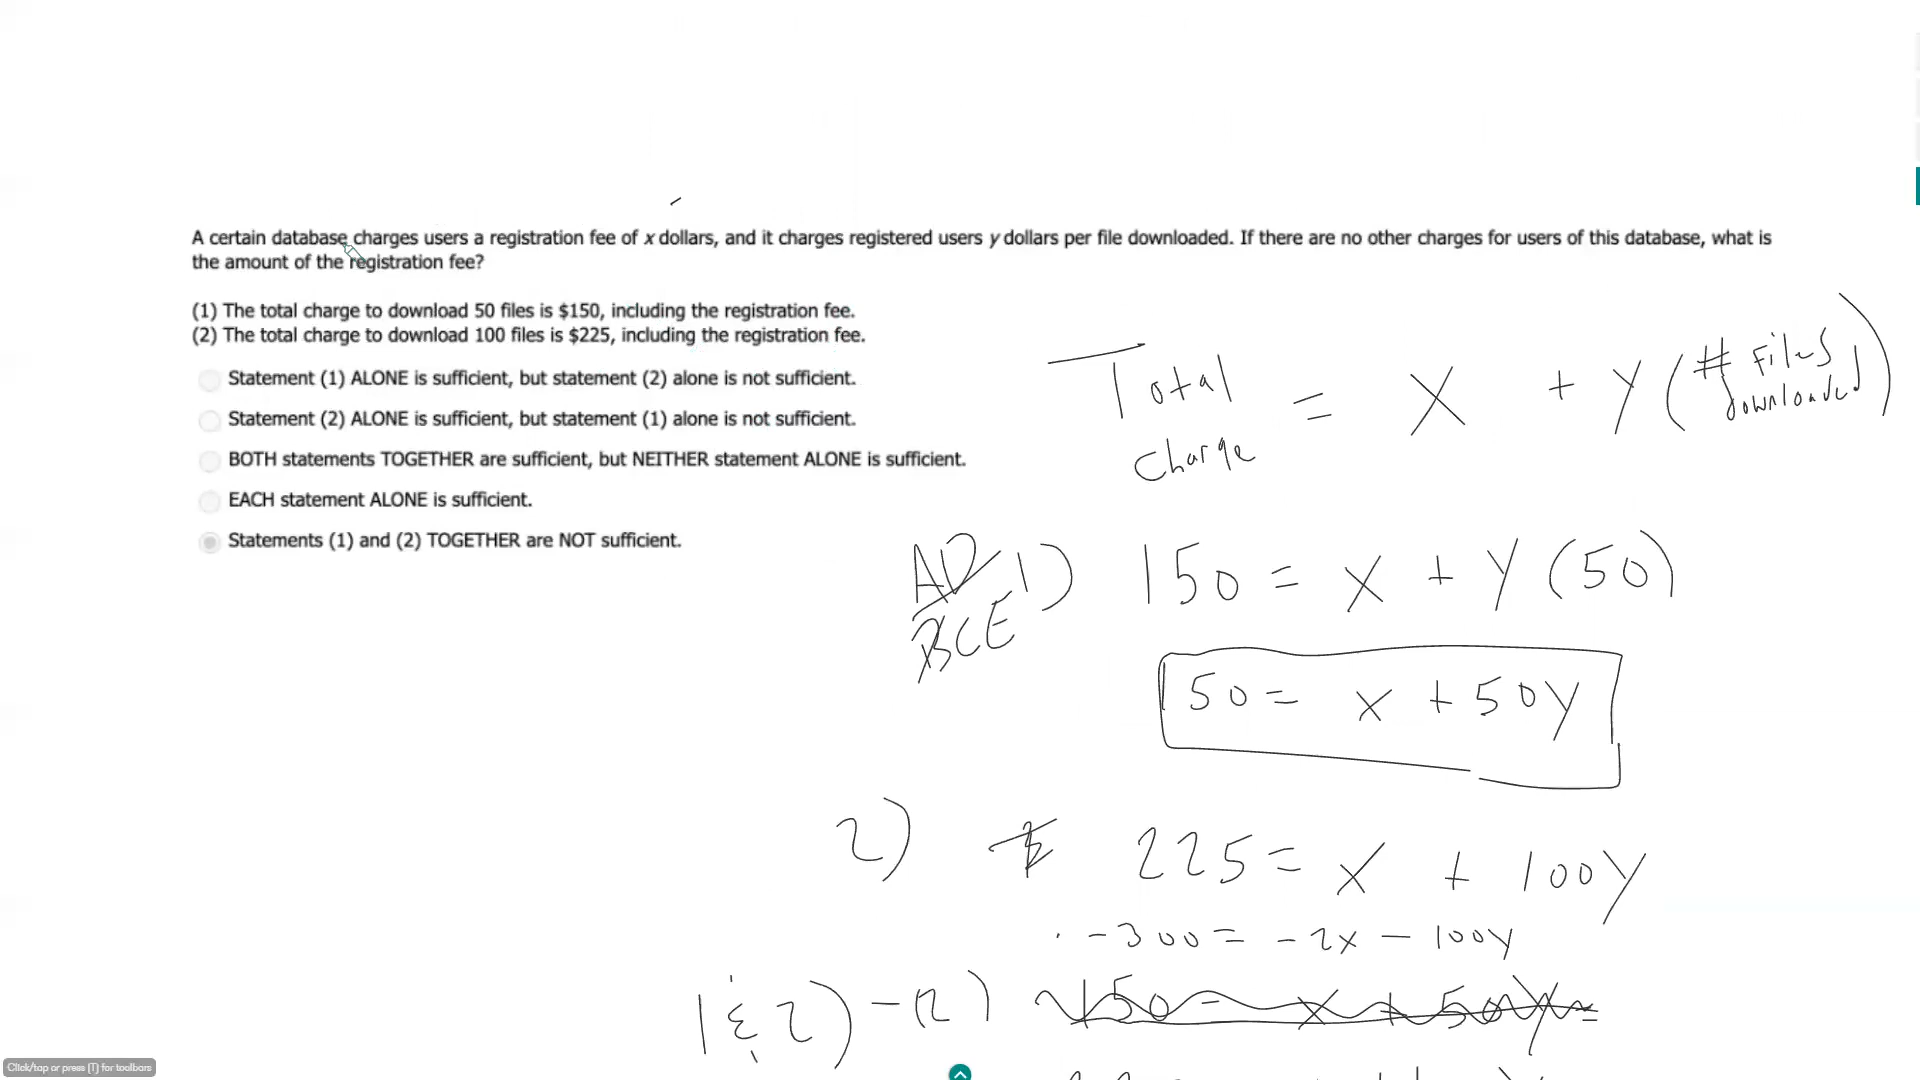 A certain database charges users a registration fee of x dollars, and it charges registered users y dollars per file downloaded. If there are no other charges for users of this database, what is
the amount of the registration fee?
(1) The total charge to download 50 files is $150, including the registration fee.
(2) The total charge to download 100 files is $225, including the registration fee.
Statement (1) ALONE is sufficient, but statement (2) alone is not sufficient.
Statement (2) ALONE is sufficient, but statement (1) alone is not sufficient.
BOTH statements TOGETHER are sufficient, but NEITHER statement ALONE is sufficient.
EACH statement ALONE is sufficient.
Statements (1) and (2) TOGETHER are NOT sufficient.
Total charge = X + Y (# Files downloaded)
AD
BCE
1) 150 = X + Y (50)
150 = X + 50Y
2) 225 = X + 100Y
-300 = -2X - 100Y
1 & 2) -(2) 150 = X + 50Y =
Click/tap or press [T] for toolbars